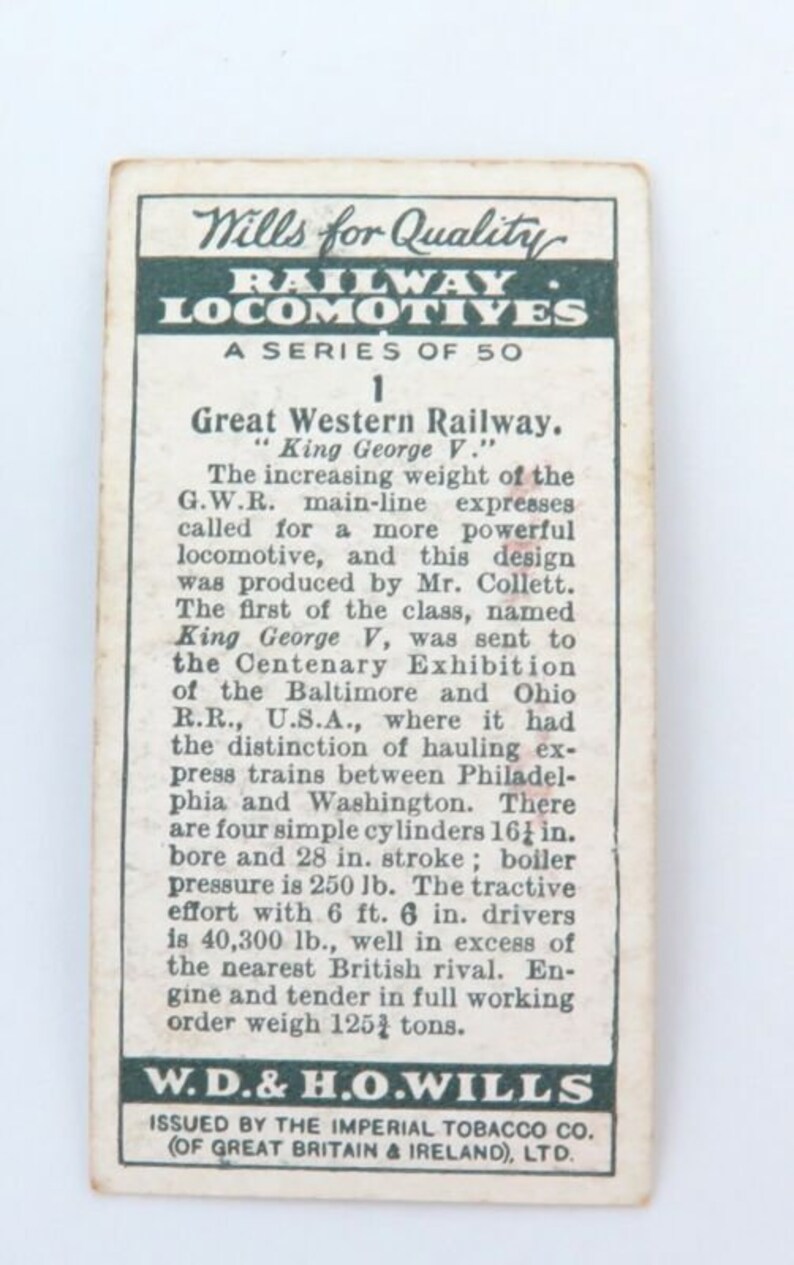 Wills for Quality
RAILWAY
LOCOMOTIVES
A SERIES OF 50
1
Great Western Railway.
"King George V."
The increasing weight of the
G.W.R. main-line expresses
called for a more powerful
locomotive, and this design
was produced by Mr. Collett.
The first of the class, named
King George V, was sent to
the Centenary Exhibition
of the Baltimore and Ohio
R.R., U.S.A., where it had
the distinction of hauling ex-
press trains between Philadel-
phia and Washington. There
are four simple cylinders 16¼ in.
bore and 28 in. stroke; boiler
pressure is 250 lb. The tractive
effort with 6 ft. 6 in. drivers
is 40,300 lb., well in excess of
the nearest British rival. En-
gine and tender in full working
order weigh 125¾ tons.
W.D.& H.O.WILLS
ISSUED BY THE IMPERIAL TOBACCO CO.
(OF GREAT BRITAIN & IRELAND), LTD.